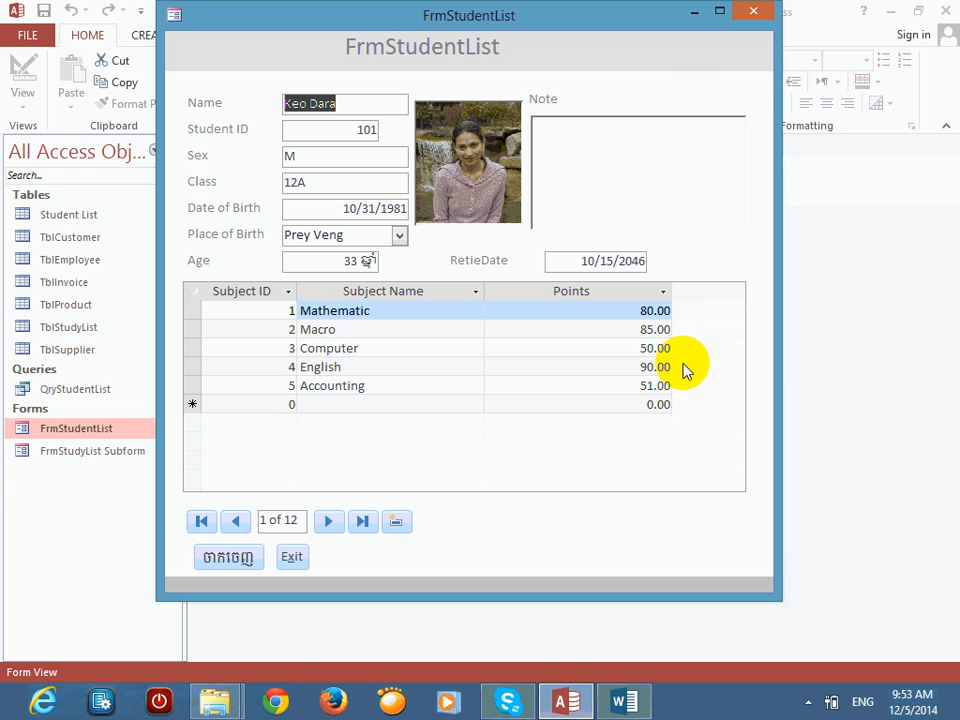 FrmStudentList
Sign in
FILE
HOME
CREA
View
Paste
Cut
Copy
Format P
Views
Clipboard
Formatting
All Access Obj...
Search...
Tables
Student List
TblCustomer
TblEmployee
TblInvoice
TblProduct
TblStudyList
TblSupplier
Queries
QryStudentList
Forms
FrmStudentList
FrmStudyList Subform
FrmStudentList
Name Keo Dara
Student ID 101
Sex M
Class 12A
Date of Birth 10/31/1981
Place of Birth Prey Veng
Age 33 ឆ្នាំ
Note
RetieDate 10/15/2046
Subject ID Subject Name Points
1 Mathematic 80.00
2 Macro 85.00
3 Computer 50.00
4 English 90.00
5 Accounting 51.00
0 0.00
1 of 12
ចាកចេញ Exit
Form View
ENG
9:53 AM
12/5/2014